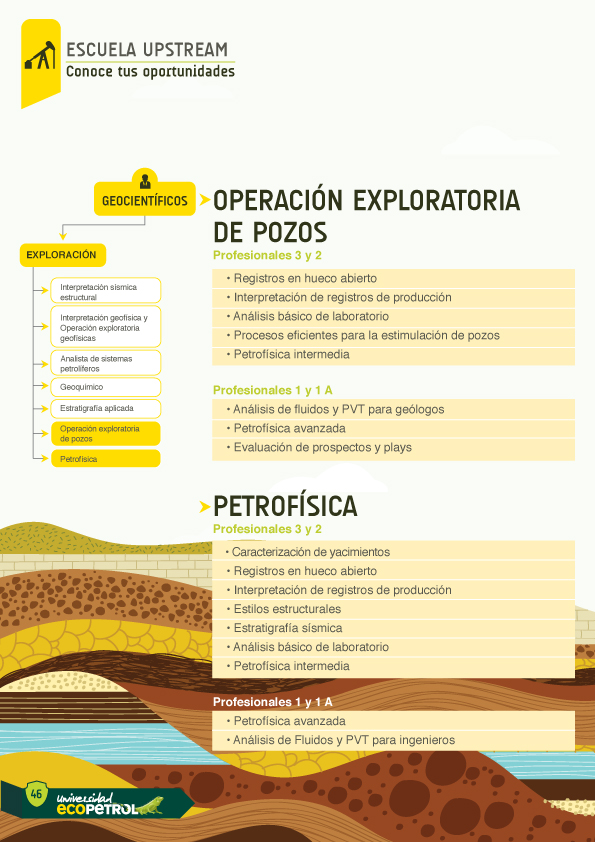 ESCUELA UPSTREAM
Conoce tus oportunidades
GEOCIENTÍFICOS
EXPLORACIÓN
Interpretación sísmica
estructural
Interpretación geofísica y
Operación exploratoria
geofísicas
Analista de sistemas
petrolíferos
Geoquímico
Estratigrafía aplicada
Operación exploratoria
de pozos
Petrofísica
OPERACIÓN EXPLORATORIA
DE POZOS
Profesionales 3 y 2
• Registros en hueco abierto
• Interpretación de registros de producción
• Análisis básico de laboratorio
• Procesos eficientes para la estimulación de pozos
• Petrofísica intermedia
Profesionales 1 y 1 A
• Análisis de fluidos y PVT para geólogos
• Petrofísica avanzada
• Evaluación de prospectos y plays
PETROFÍSICA
Profesionales 3 y 2
• Caracterización de yacimientos
• Registros en hueco abierto
• Interpretación de registros de producción
• Estilos estructurales
• Estratigrafía sísmica
• Análisis básico de laboratorio
• Petrofísica intermedia
Profesionales 1 y 1 A
• Petrofísica avanzada
• Análisis de Fluidos y PVT para ingenieros
46
universidad
ECOPETROL